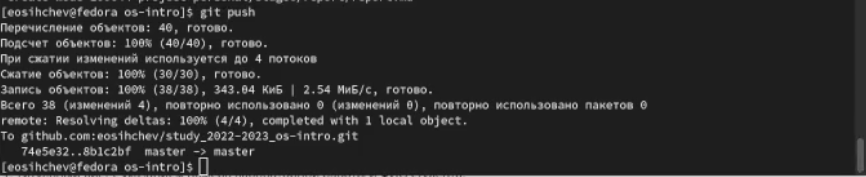 [eosihchev@fedora os-intro]$ git push
Перечисление объектов: 40, готово.
Подсчет объектов: 100% (40/40), готово.
При сжатии изменений используется до 4 потоков
Сжатие объектов: 100% (30/30), готово.
Запись объектов: 100% (38/38), 343.04 КиБ | 2.54 МиБ/с, готово.
Всего 38 (изменений 4), повторно использовано 0 (изменений 0), повторно использовано пакетов 0
remote: Resolving deltas: 100% (4/4), completed with 1 local object.
To github.com:eosihchev/study_2022-2023_os-intro.git
74e5e32..8b1c2bf  master -> master
[eosihchev@fedora os-intro]$